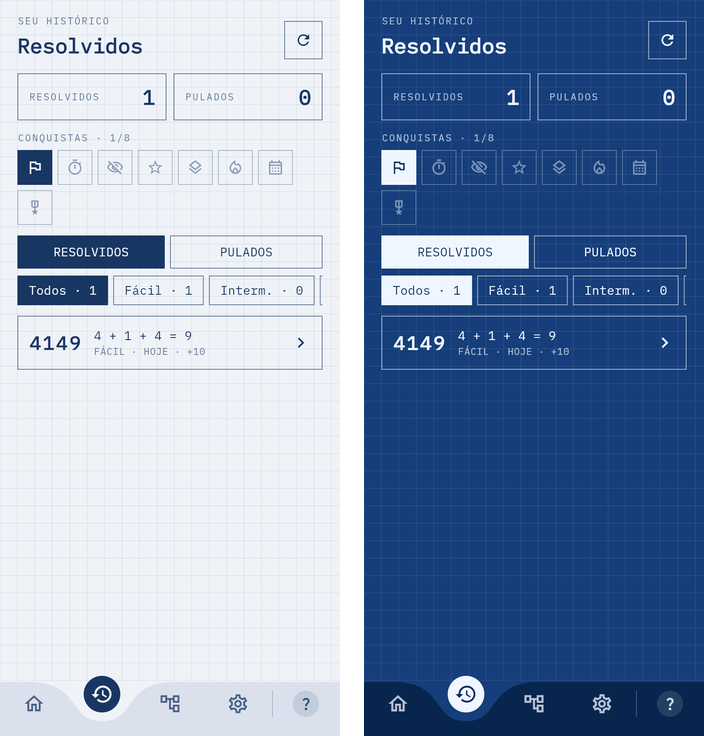 SEU HISTÓRICO
Resolvidos
RESOLVIDOS 1 PULADOS 0
CONQUISTAS · 1/8
RESOLVIDOS PULADOS
Todos · 1 Fácil · 1 Interm. · 0
4149 4 + 1 + 4 = 9
FÁCIL · HOJE · +10
?
SEU HISTÓRICO
Resolvidos
RESOLVIDOS 1 PULADOS 0
CONQUISTAS · 1/8
RESOLVIDOS PULADOS
Todos · 1 Fácil · 1 Interm. · 0
4149 4 + 1 + 4 = 9
FÁCIL · HOJE · +10
?